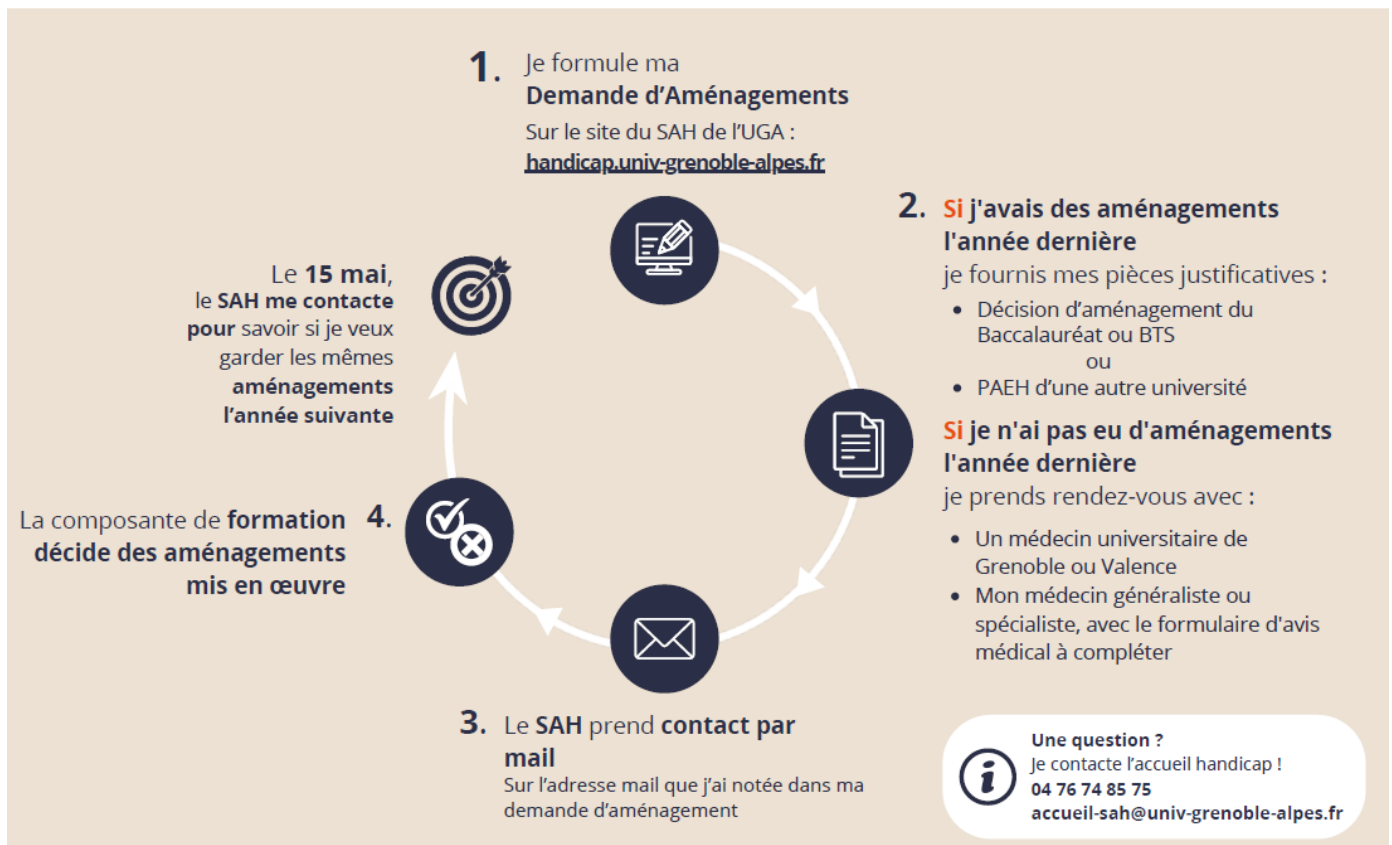 1. Je formule ma
Demande d’Aménagements
Sur le site du SAH de l’UGA :
handicap.univ-grenoble-alpes.fr
2. Si j'avais des aménagements
l'année dernière
je fournis mes pièces justificatives :
• Décision d’aménagement du
Baccalauréat ou BTS
ou
• PAEH d’une autre université
Si je n'ai pas eu d'aménagements
l'année dernière
je prends rendez-vous avec :
• Un médecin universitaire de
Grenoble ou Valence
• Mon médecin généraliste ou
spécialiste, avec le formulaire d'avis
médical à compléter
3. Le SAH prend contact par
mail
Sur l’adresse mail que j’ai notée dans ma
demande d’aménagement
La composante de formation 4.
décide des aménagements
mis en œuvre
Le 15 mai,
le SAH me contacte
pour savoir si je veux
garder les mêmes
aménagements
l’année suivante
Une question ?
Je contacte l’accueil handicap !
04 76 74 85 75
accueil-sah@univ-grenoble-alpes.fr